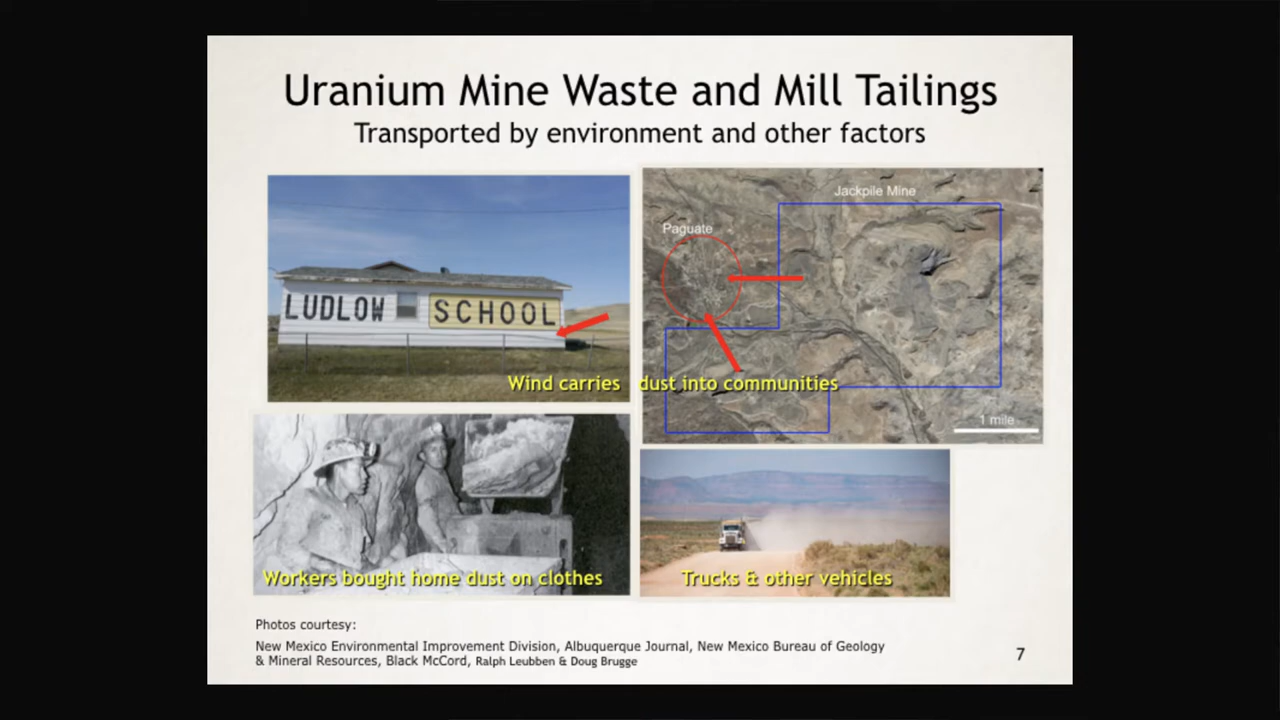 Uranium Mine Waste and Mill Tailings
Transported by environment and other factors
LUDLOW SCHOOL
Jackpile Mine
Paguate
Wind carries dust into communities
1 mile
Workers bought home dust on clothes
Trucks & other vehicles
Photos courtesy:
New Mexico Environmental Improvement Division, Albuquerque Journal, New Mexico Bureau of Geology
& Mineral Resources, Black McCord, Ralph Leubben & Doug Brugge
7